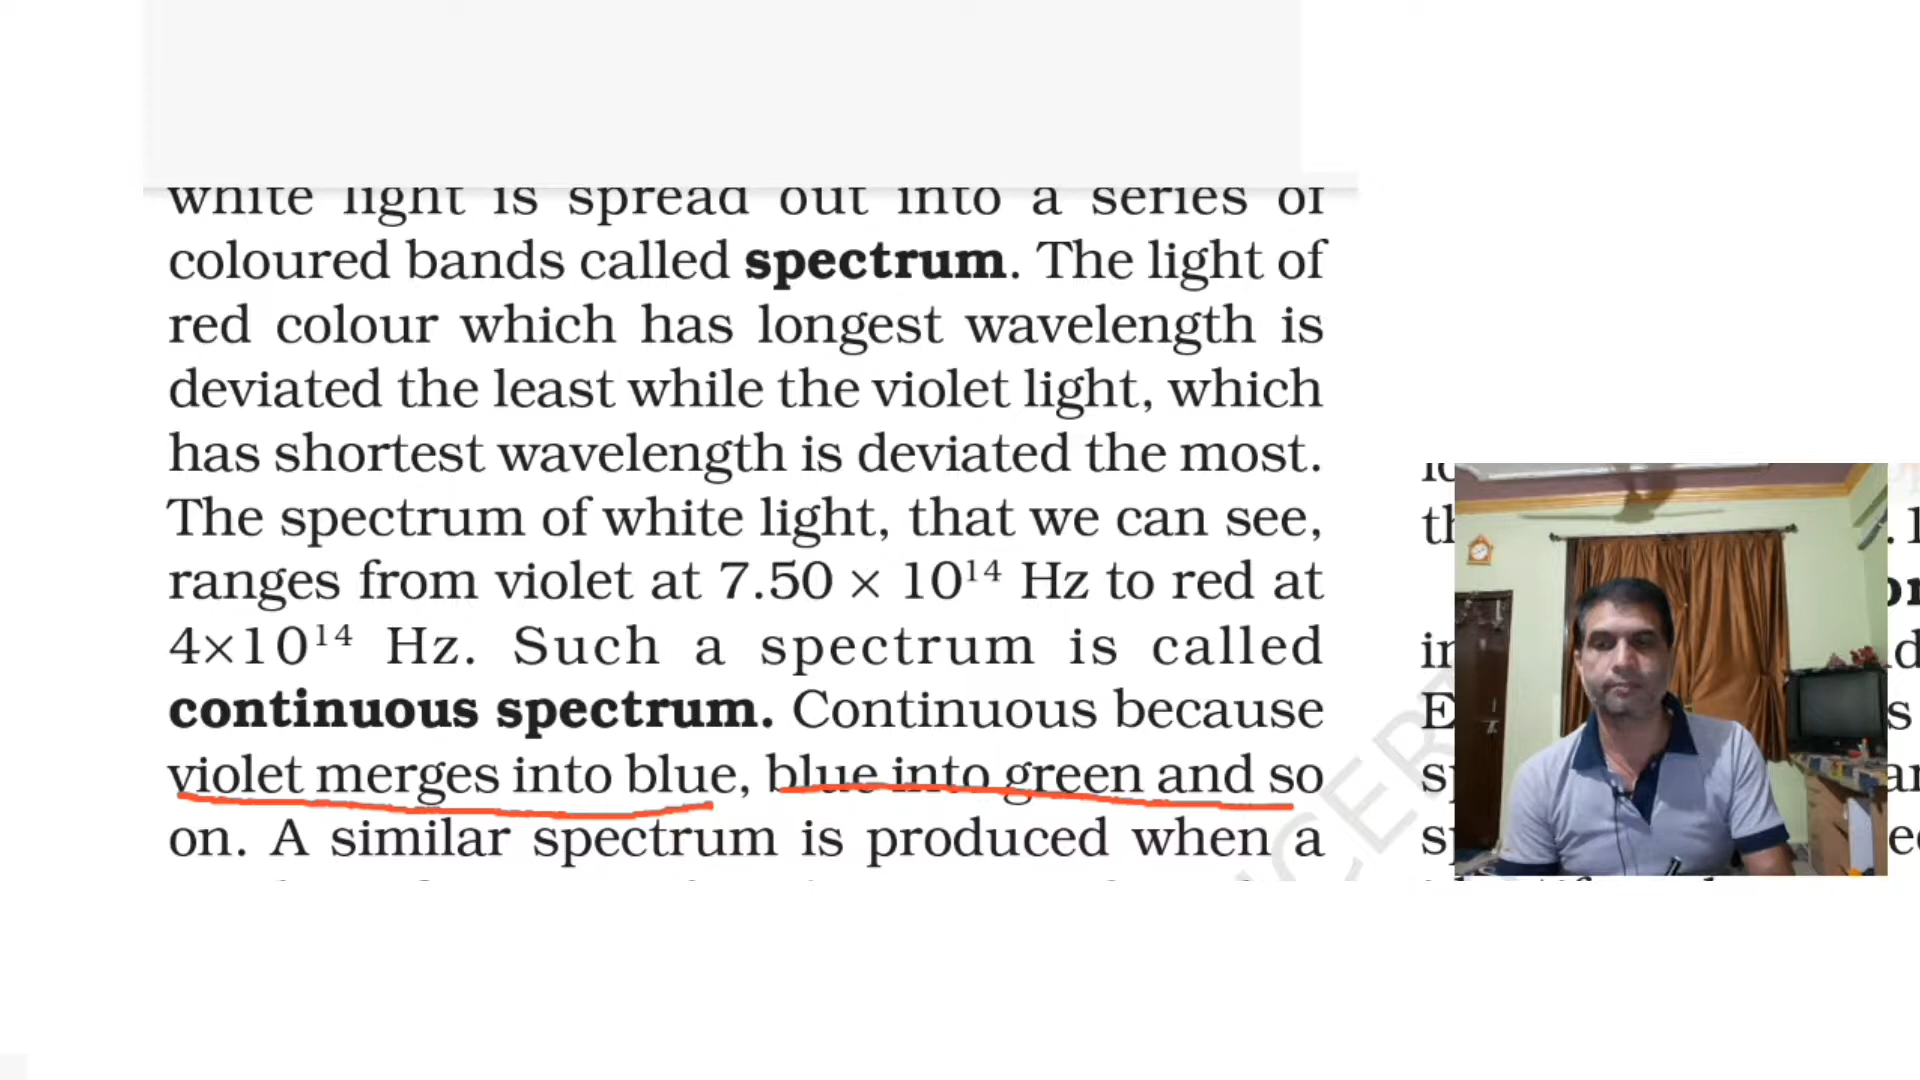 white light is spread out into a series of
coloured bands called spectrum. The light of
red colour which has longest wavelength is
deviated the least while the violet light, which
has shortest wavelength is deviated the most.
The spectrum of white light, that we can see,
ranges from violet at 7.50 × 10¹⁴ Hz to red at
4×10¹⁴ Hz. Such a spectrum is called
continuous spectrum. Continuous because
violet merges into blue, blue into green and so
on. A similar spectrum is produced when a